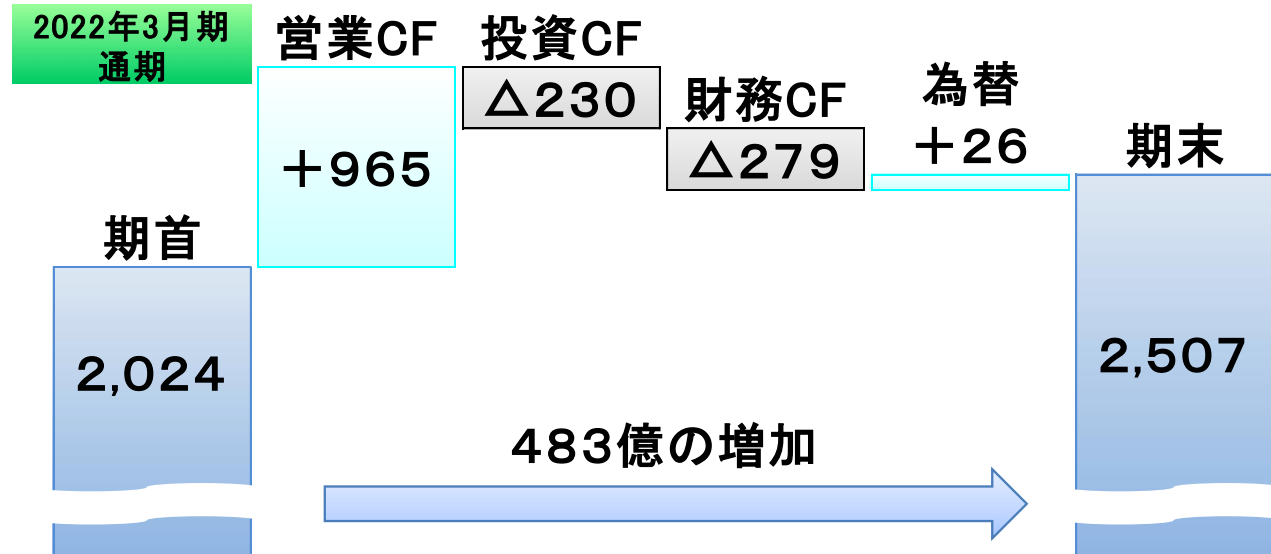 2022年3月期
通期
営業CF
＋965
投資CF
△230
財務CF
△279
為替
＋26
期末
2,507
期首
2,024
483億の増加